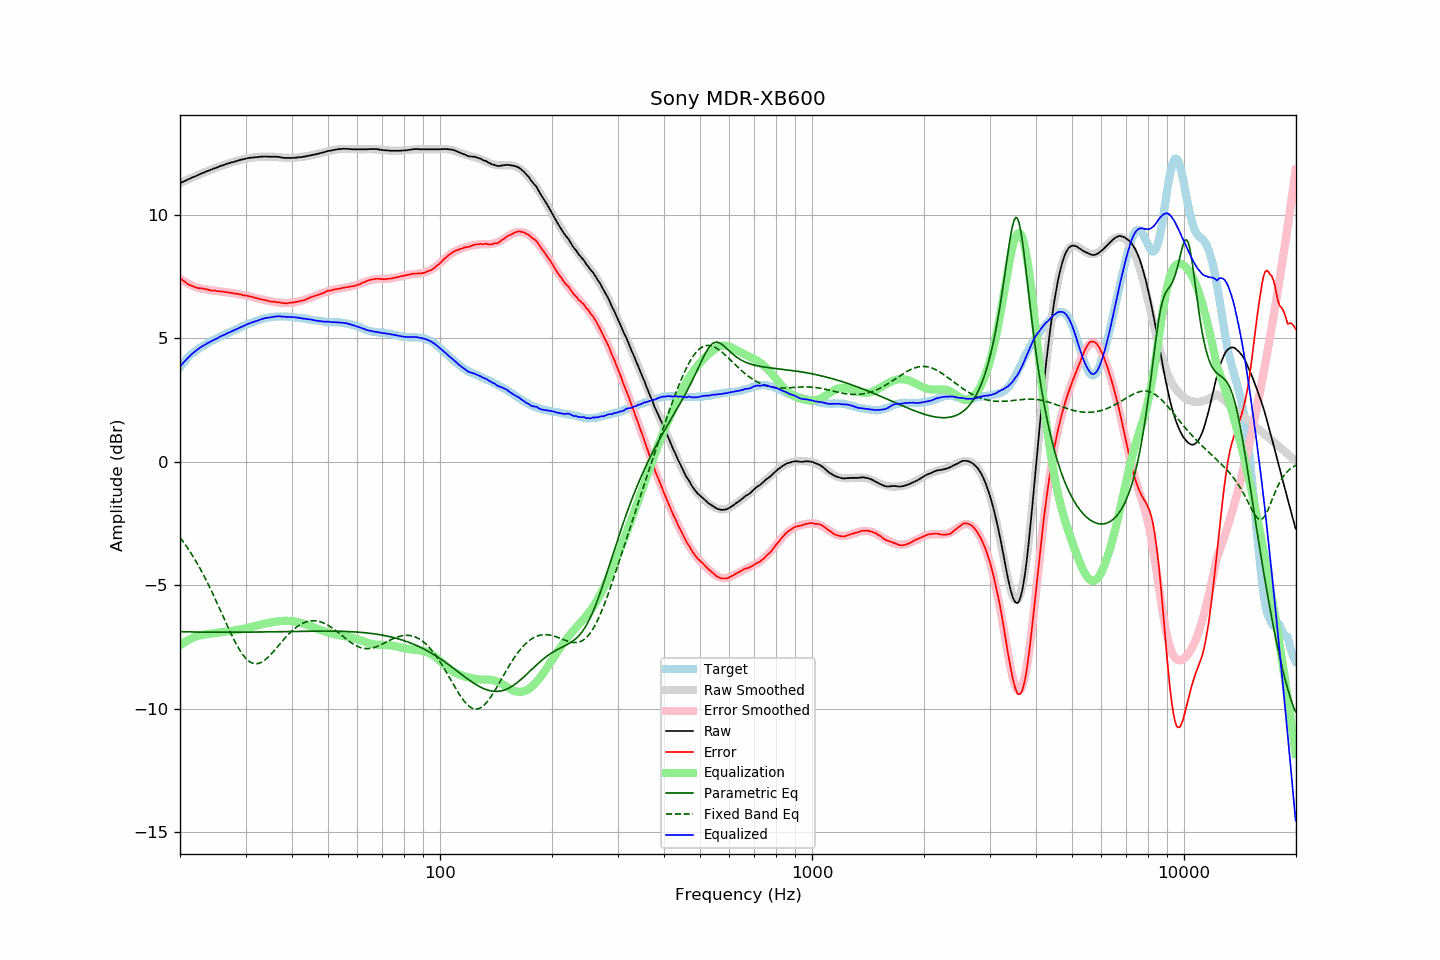 Sony MDR-XB600
Amplitude (dBr)
10
5
0
−5
−10
−15
100
1000
10000
Frequency (Hz)
Target
Raw Smoothed
Error Smoothed
Raw
Error
Equalization
Parametric Eq
Fixed Band Eq
Equalized